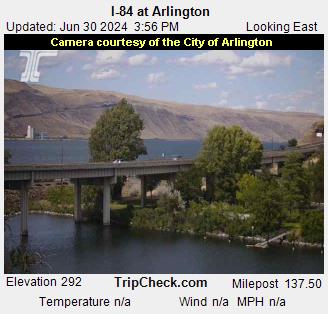 I-84 at Arlington
Updated: Jun 30 2024 3:56 PM Looking East
Camera courtesy of the City of Arlington
Elevation 292 TripCheck.com Milepost 137.50
Temperature n/a Wind n/a MPH n/a